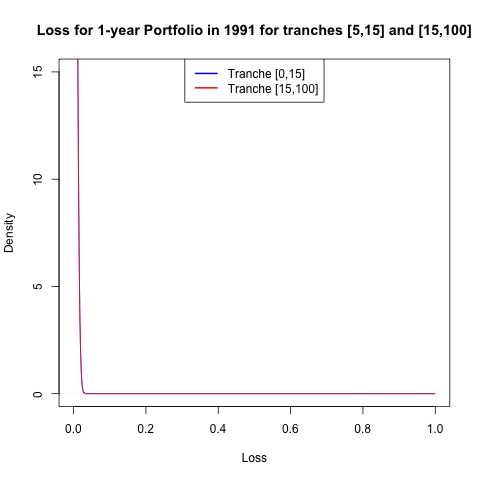 Loss for 1-year Portfolio in 1991 for tranches [5,15] and [15,100]
Tranche [0,15]
Tranche [15,100]
15
10
5
0
Density
0.0 0.2 0.4 0.6 0.8 1.0
Loss